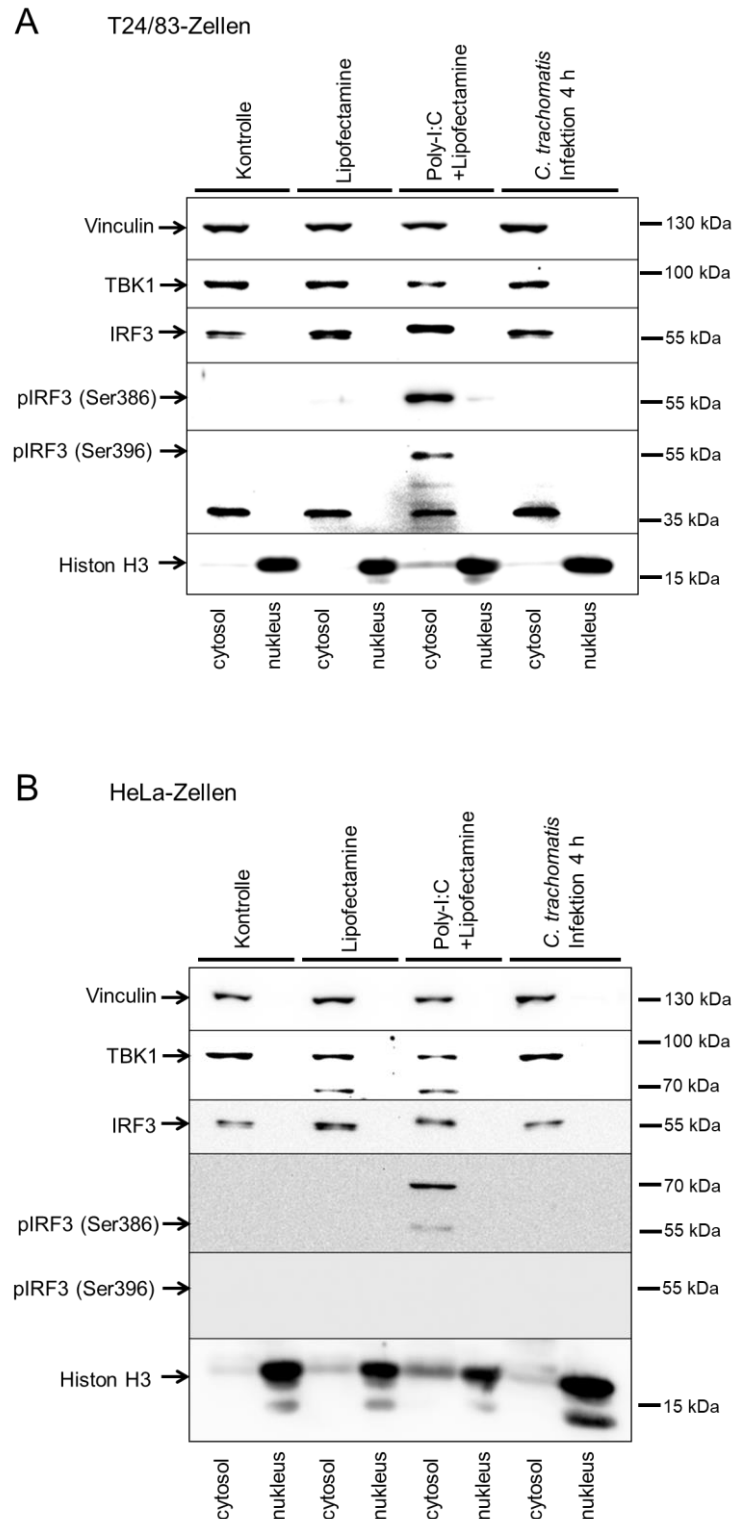 A
T24/83-Zellen
Kontrolle
Lipofectamine
Poly-I:C
+Lipofectamine
C. trachomatis
Infektion 4 h
Vinculin
130 kDa
TBK1
100 kDa
IRF3
55 kDa
pIRF3 (Ser386)
55 kDa
pIRF3 (Ser396)
55 kDa
35 kDa
Histon H3
15 kDa
cytosol
nukleus
cytosol
nukleus
cytosol
nukleus
cytosol
nukleus
B
HeLa-Zellen
Kontrolle
Lipofectamine
Poly-I:C
+Lipofectamine
C. trachomatis
Infektion 4 h
Vinculin
130 kDa
TBK1
100 kDa
70 kDa
IRF3
55 kDa
70 kDa
pIRF3 (Ser386)
55 kDa
pIRF3 (Ser396)
55 kDa
Histon H3
15 kDa
cytosol
nukleus
cytosol
nukleus
cytosol
nukleus
cytosol
nukleus